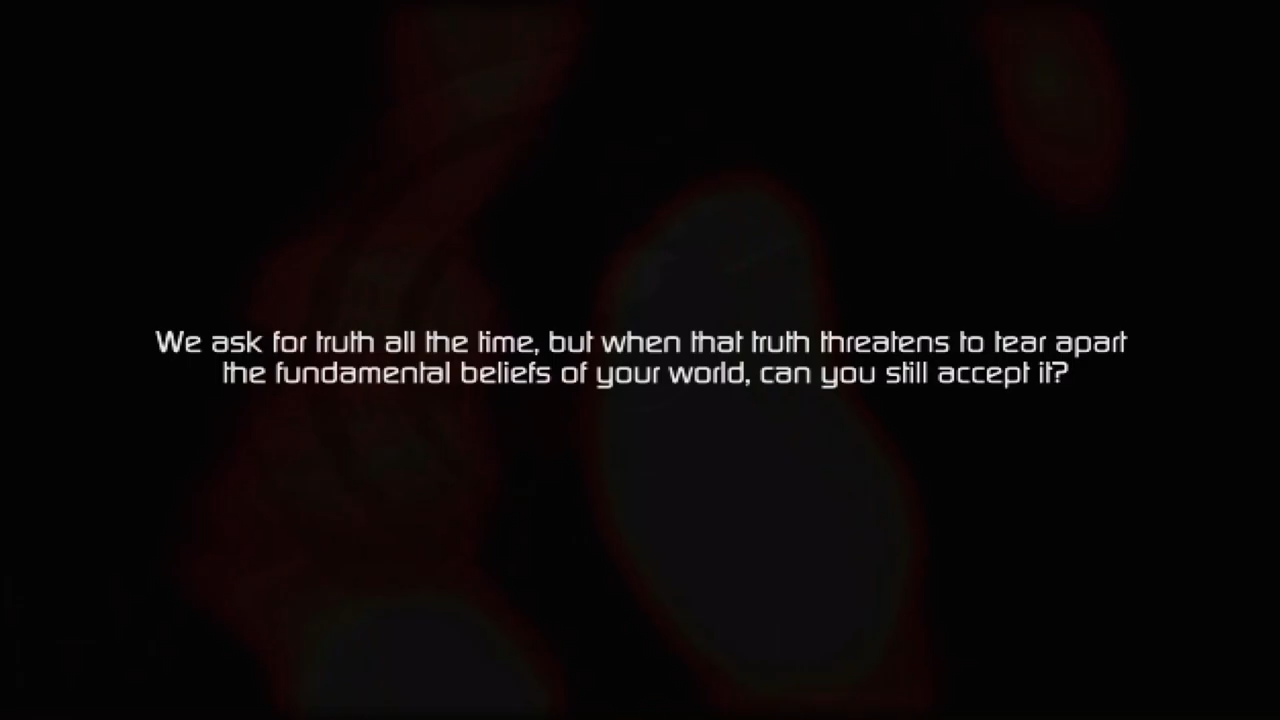 We ask for truth all the time, but when that truth threatens to tear apart
the fundamental beliefs of your world, can you still accept it?